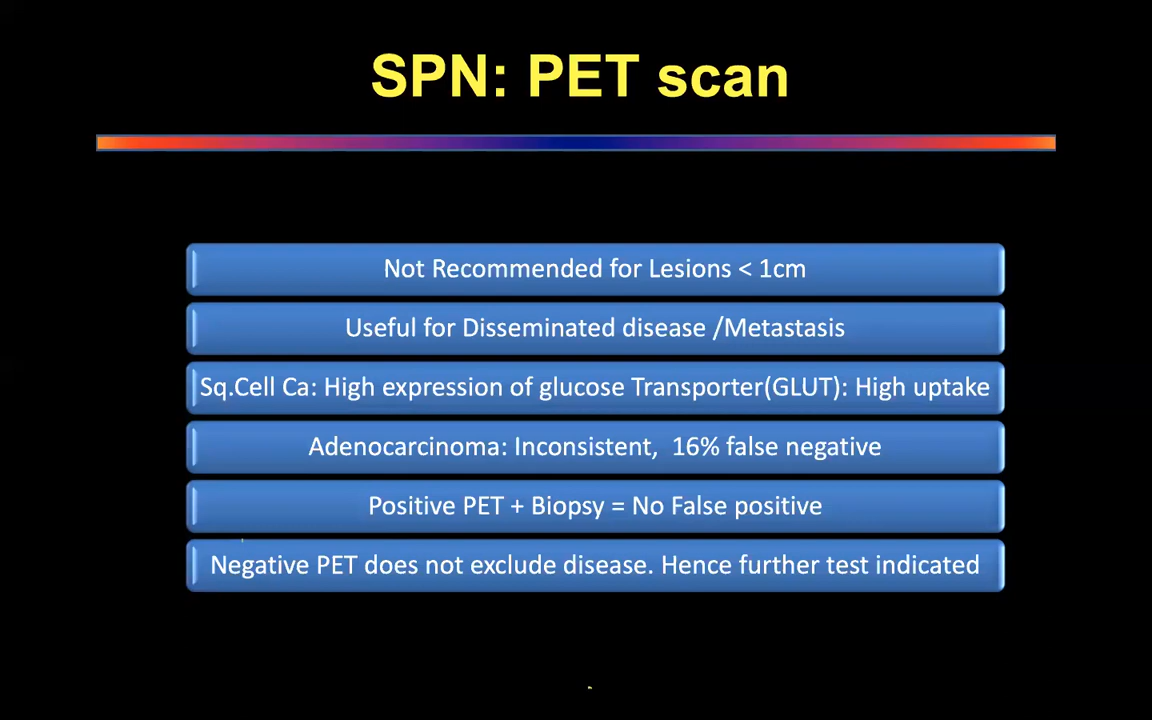 SPN: PET scan
Not Recommended for Lesions < 1cm
Useful for Disseminated disease /Metastasis
Sq.Cell Ca: High expression of glucose Transporter(GLUT): High uptake
Adenocarcinoma: Inconsistent,  16% false negative
Positive PET + Biopsy = No False positive
Negative PET does not exclude disease. Hence further test indicated